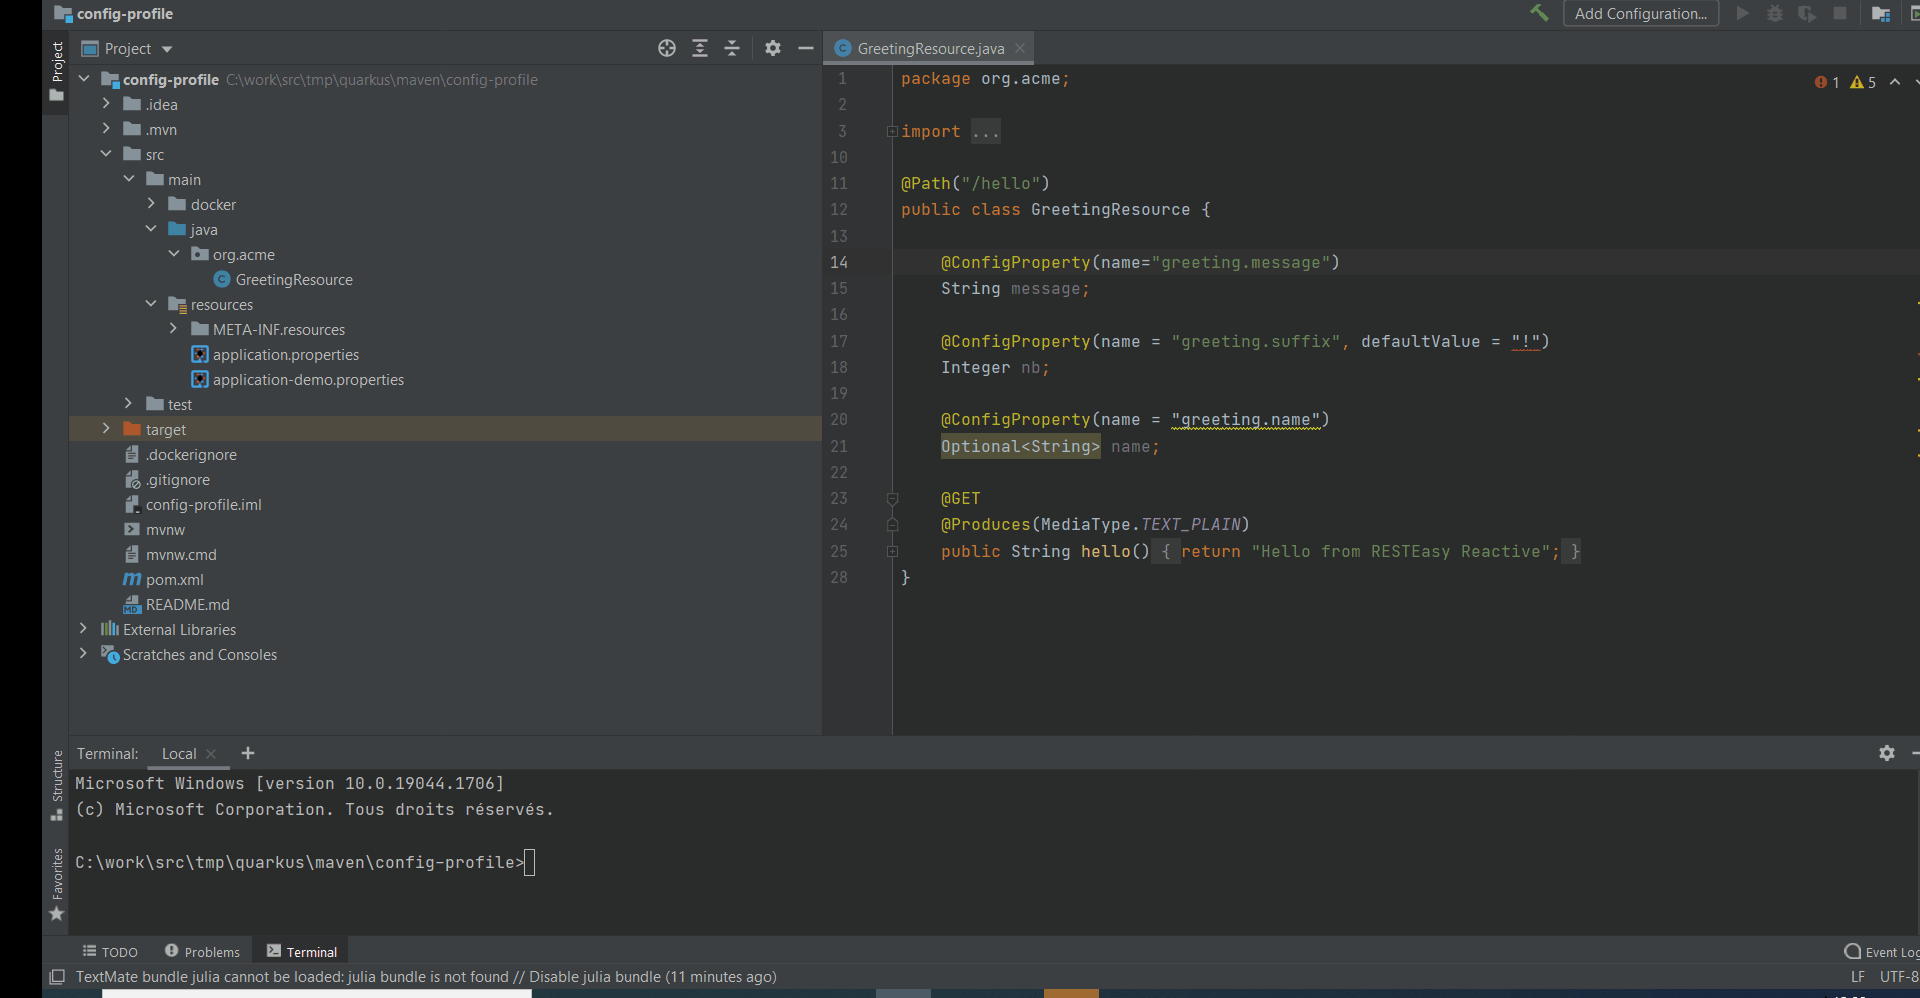 config-profile
Add Configuration...
Project
Project
GreetingResource.java
config-profile C:\work\src\tmp\quarkus\maven\config-profile
.idea
.mvn
src
main
docker
java
org.acme
GreetingResource
resources
META-INF.resources
application.properties
application-demo.properties
test
target
.dockerignore
.gitignore
config-profile.iml
mvnw
mvnw.cmd
pom.xml
README.md
External Libraries
Scratches and Consoles
1 package org.acme;
1 5
2
3 import ...
10
11 @Path("/hello")
12 public class GreetingResource {
13
14 @ConfigProperty(name="greeting.message")
15 String message;
16
17 @ConfigProperty(name = "greeting.suffix", defaultValue = "!")
18 Integer nb;
19
20 @ConfigProperty(name = "greeting.name")
21 Optional<String> name;
22
23 @GET
24 @Produces(MediaType.TEXT_PLAIN)
25 public String hello() { return "Hello from RESTEasy Reactive"; }
28 }
Structure
Favorites
Terminal: Local
Microsoft Windows [version 10.0.19044.1706]
(c) Microsoft Corporation. Tous droits réservés.
C:\work\src\tmp\quarkus\maven\config-profile>
TODO Problems Terminal
Event Log
TextMate bundle julia cannot be loaded: julia bundle is not found // Disable julia bundle (11 minutes ago)
LF UTF-8